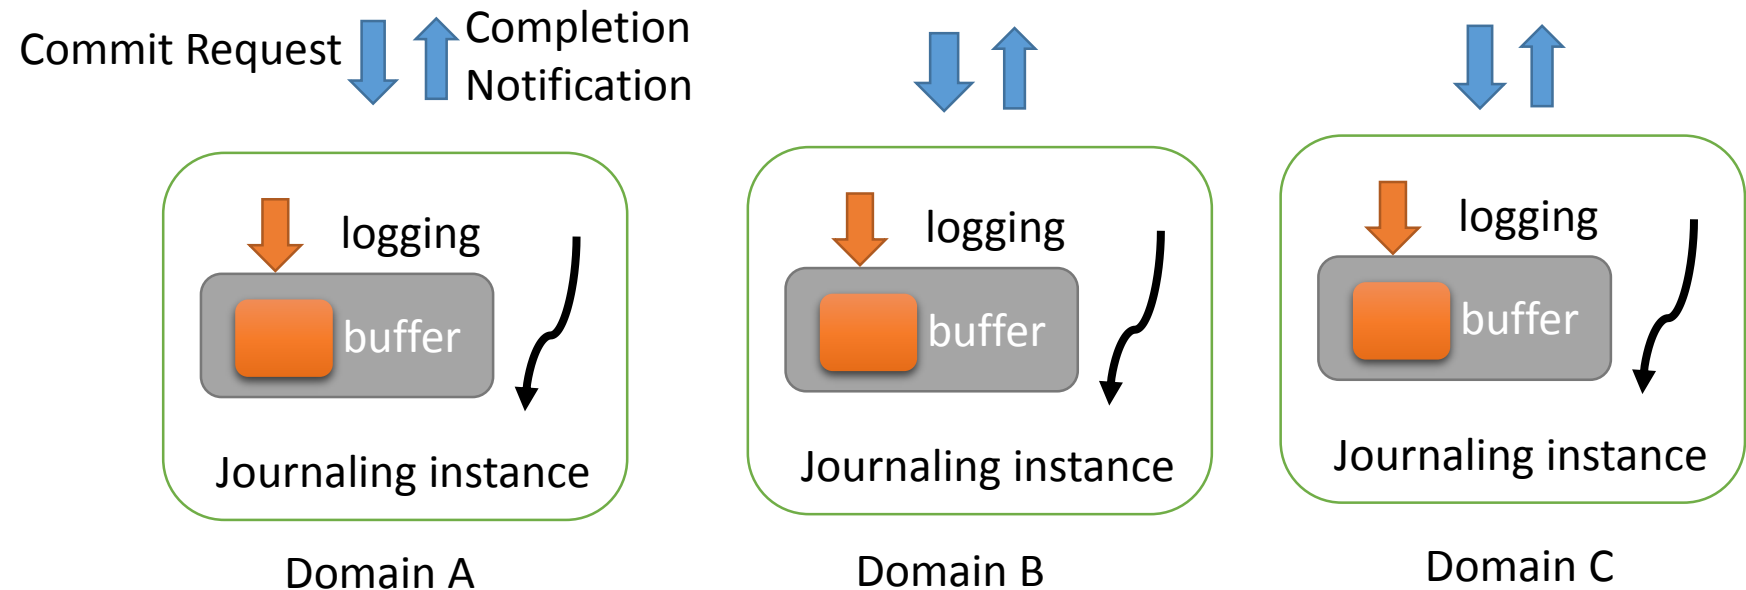 Commit Request
Completion
Notification
logging
buffer
Journaling instance
Domain A
logging
buffer
Journaling instance
Domain B
logging
buffer
Journaling instance
Domain C